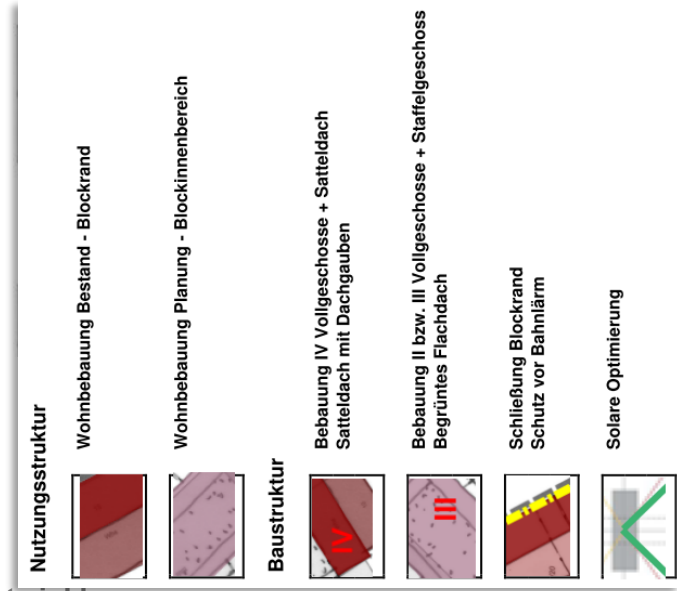 Nutzungsstruktur
Wohnbebauung Bestand - Blockrand
Wohnbebauung Planung - Blockinnenbereich
Baustruktur
IV
Bebauung IV Vollgeschosse + Satteldach
Satteldach mit Dachgauben
III
Bebauung II bzw. III Vollgeschosse + Staffelgeschoss
Begrüntes Flachdach
Schließung Blockrand
Schutz vor Bahnlärm
Solare Optimierung